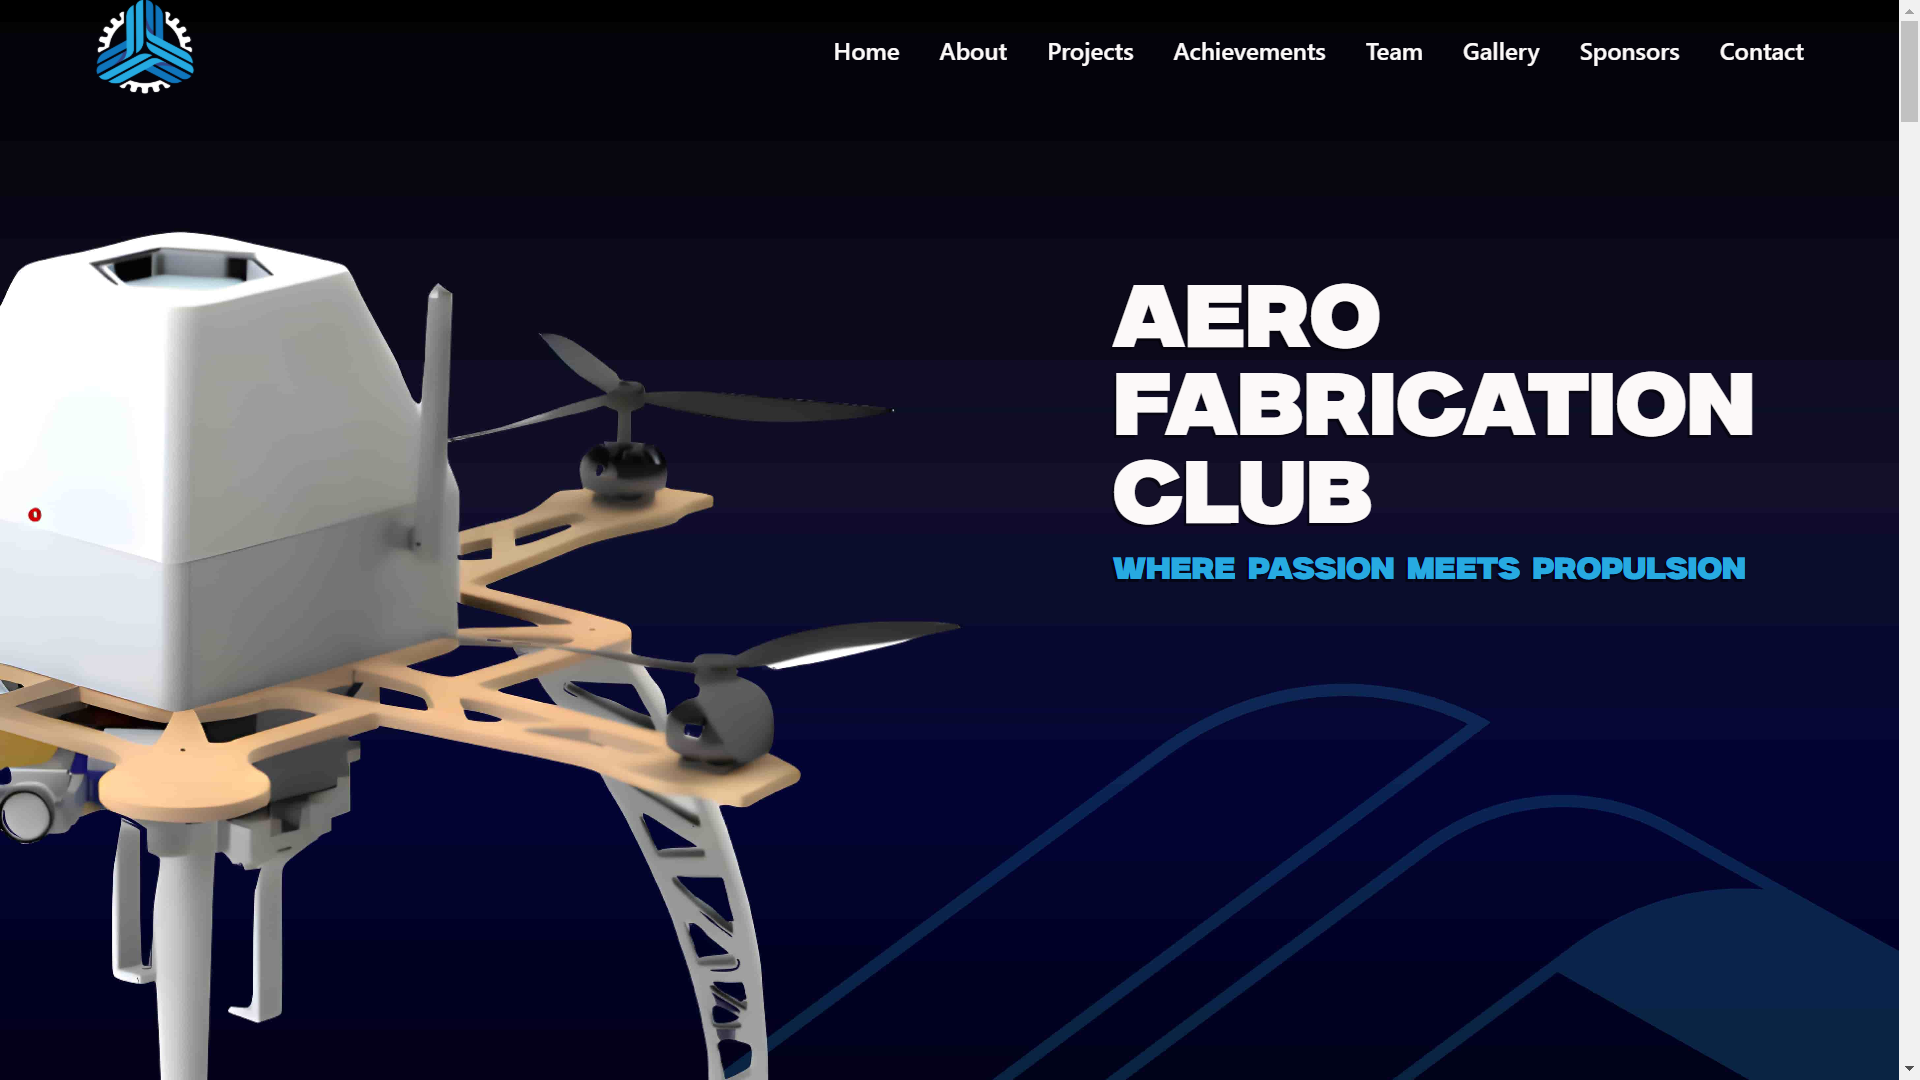 Home About Projects Achievements Team Gallery Sponsors Contact
AERO
FABRICATION
CLUB
WHERE PASSION MEETS PROPULSION